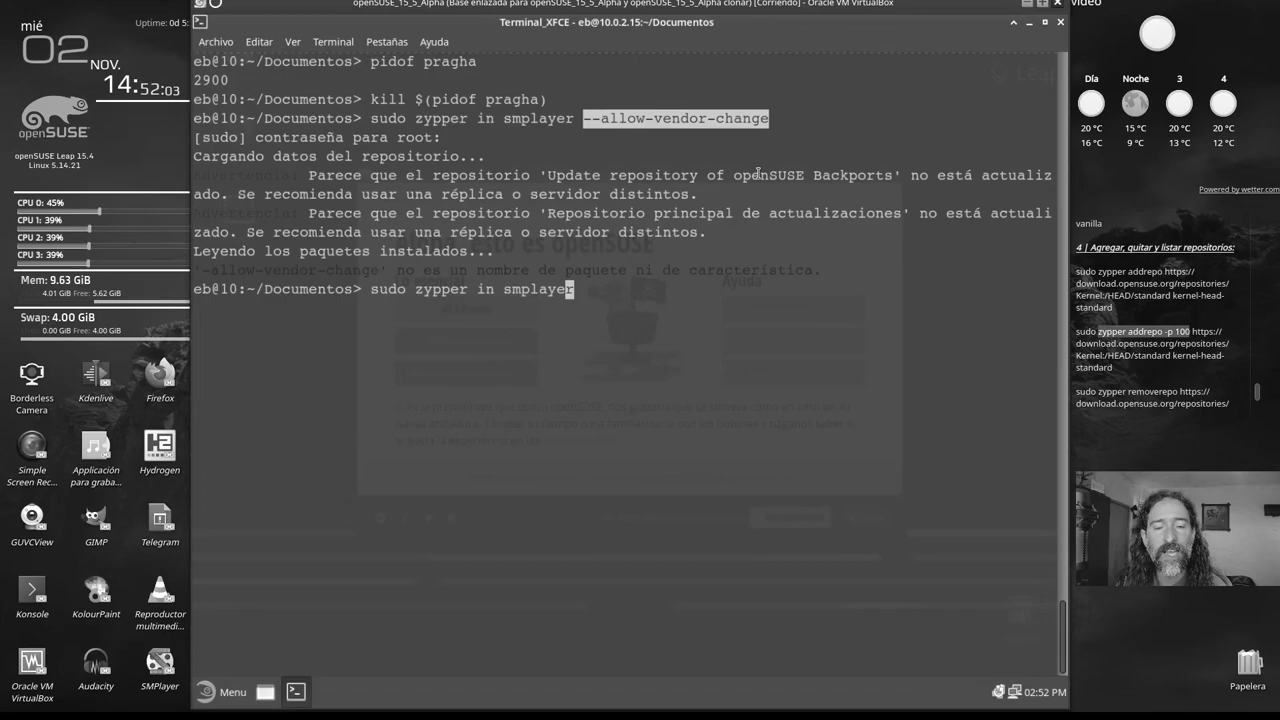 openSUSE_15_5_Alpha (Base enlazada para openSUSE_15_5_Alpha y openSUSE_15_5_Alpha clonar) [Corriendo] - Oracle VM VirtualBox
video
mié
02
NOV.
14:52:03
Uptime: 0d 5:
openSUSE
openSUSE Leap 15.4
Linux 5.14.21
CPU 0: 45%
CPU 1: 39%
CPU 2: 39%
CPU 3: 39%
Mem: 9.63 GiB
4.01 GiB Free: 5.62 GiB
Swap: 4.00 GiB
0.00 GiB Free: 4.00 GiB
Borderless Camera
Kdenlive
Firefox
Simple Screen Rec...
Aplicación para graba...
Hydrogen
GUVCView
GIMP
Telegram
Konsole
KolourPaint
Reproductor multimedi...
Oracle VM VirtualBox
Audacity
SMPlayer
Terminal_XFCE - eb@10.0.2.15:~/Documentos
Archivo Editar Ver Terminal Pestañas Ayuda
eb@10:~/Documentos> pidof pragha
2900
eb@10:~/Documentos> kill $(pidof pragha)
eb@10:~/Documentos> sudo zypper in smplayer --allow-vendor-change
[sudo] contraseña para root:
Cargando datos del repositorio...
Advertencia: Parece que el repositorio 'Update repository of openSUSE Backports' no está actualiz
ado. Se recomienda usar una réplica o servidor distintos.
Advertencia: Parece que el repositorio 'Repositorio principal de actualizaciones' no está actuali
zado. Se recomienda usar una réplica o servidor distintos.
Leyendo los paquetes instalados...
'-allow-vendor-change' no es un nombre de paquete ni de característica.
eb@10:~/Documentos> sudo zypper in smplayer
esto es openSUSE
Ayuda
Menu
02:52 PM
Día Noche 3 4
20 °C 15 °C 20 °C 20 °C
16 °C 9 °C 13 °C 12 °C
Powered by wetter.com
vanilla
4 | Agregar, quitar y listar repositorios:
sudo zypper addrepo https://
download.opensuse.org/repositories/
Kernel:/HEAD/standard kernel-head-
standard
sudo zypper addrepo -p 100 https://
download.opensuse.org/repositories/
Kernel:/HEAD/standard kernel-head-
standard
sudo zypper removerepo https://
download.opensuse.org/repositories/
Papelera